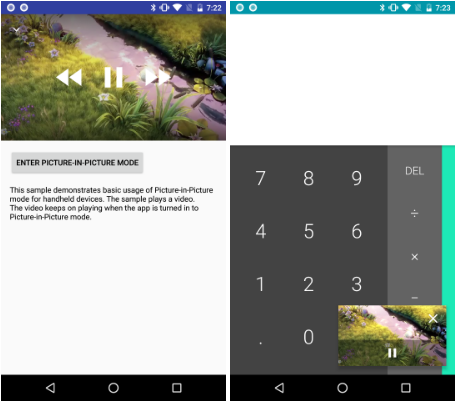 7:22
ENTER PICTURE-IN-PICTURE MODE
This sample demonstrates basic usage of Picture-in-Picture
mode for handheld devices. The sample plays a video.
The video keeps on playing when the app is turned in to
Picture-in-Picture mode.
7:23
7 8 9 DEL
4 5 6 ÷
×
1 2 3 −
. 0